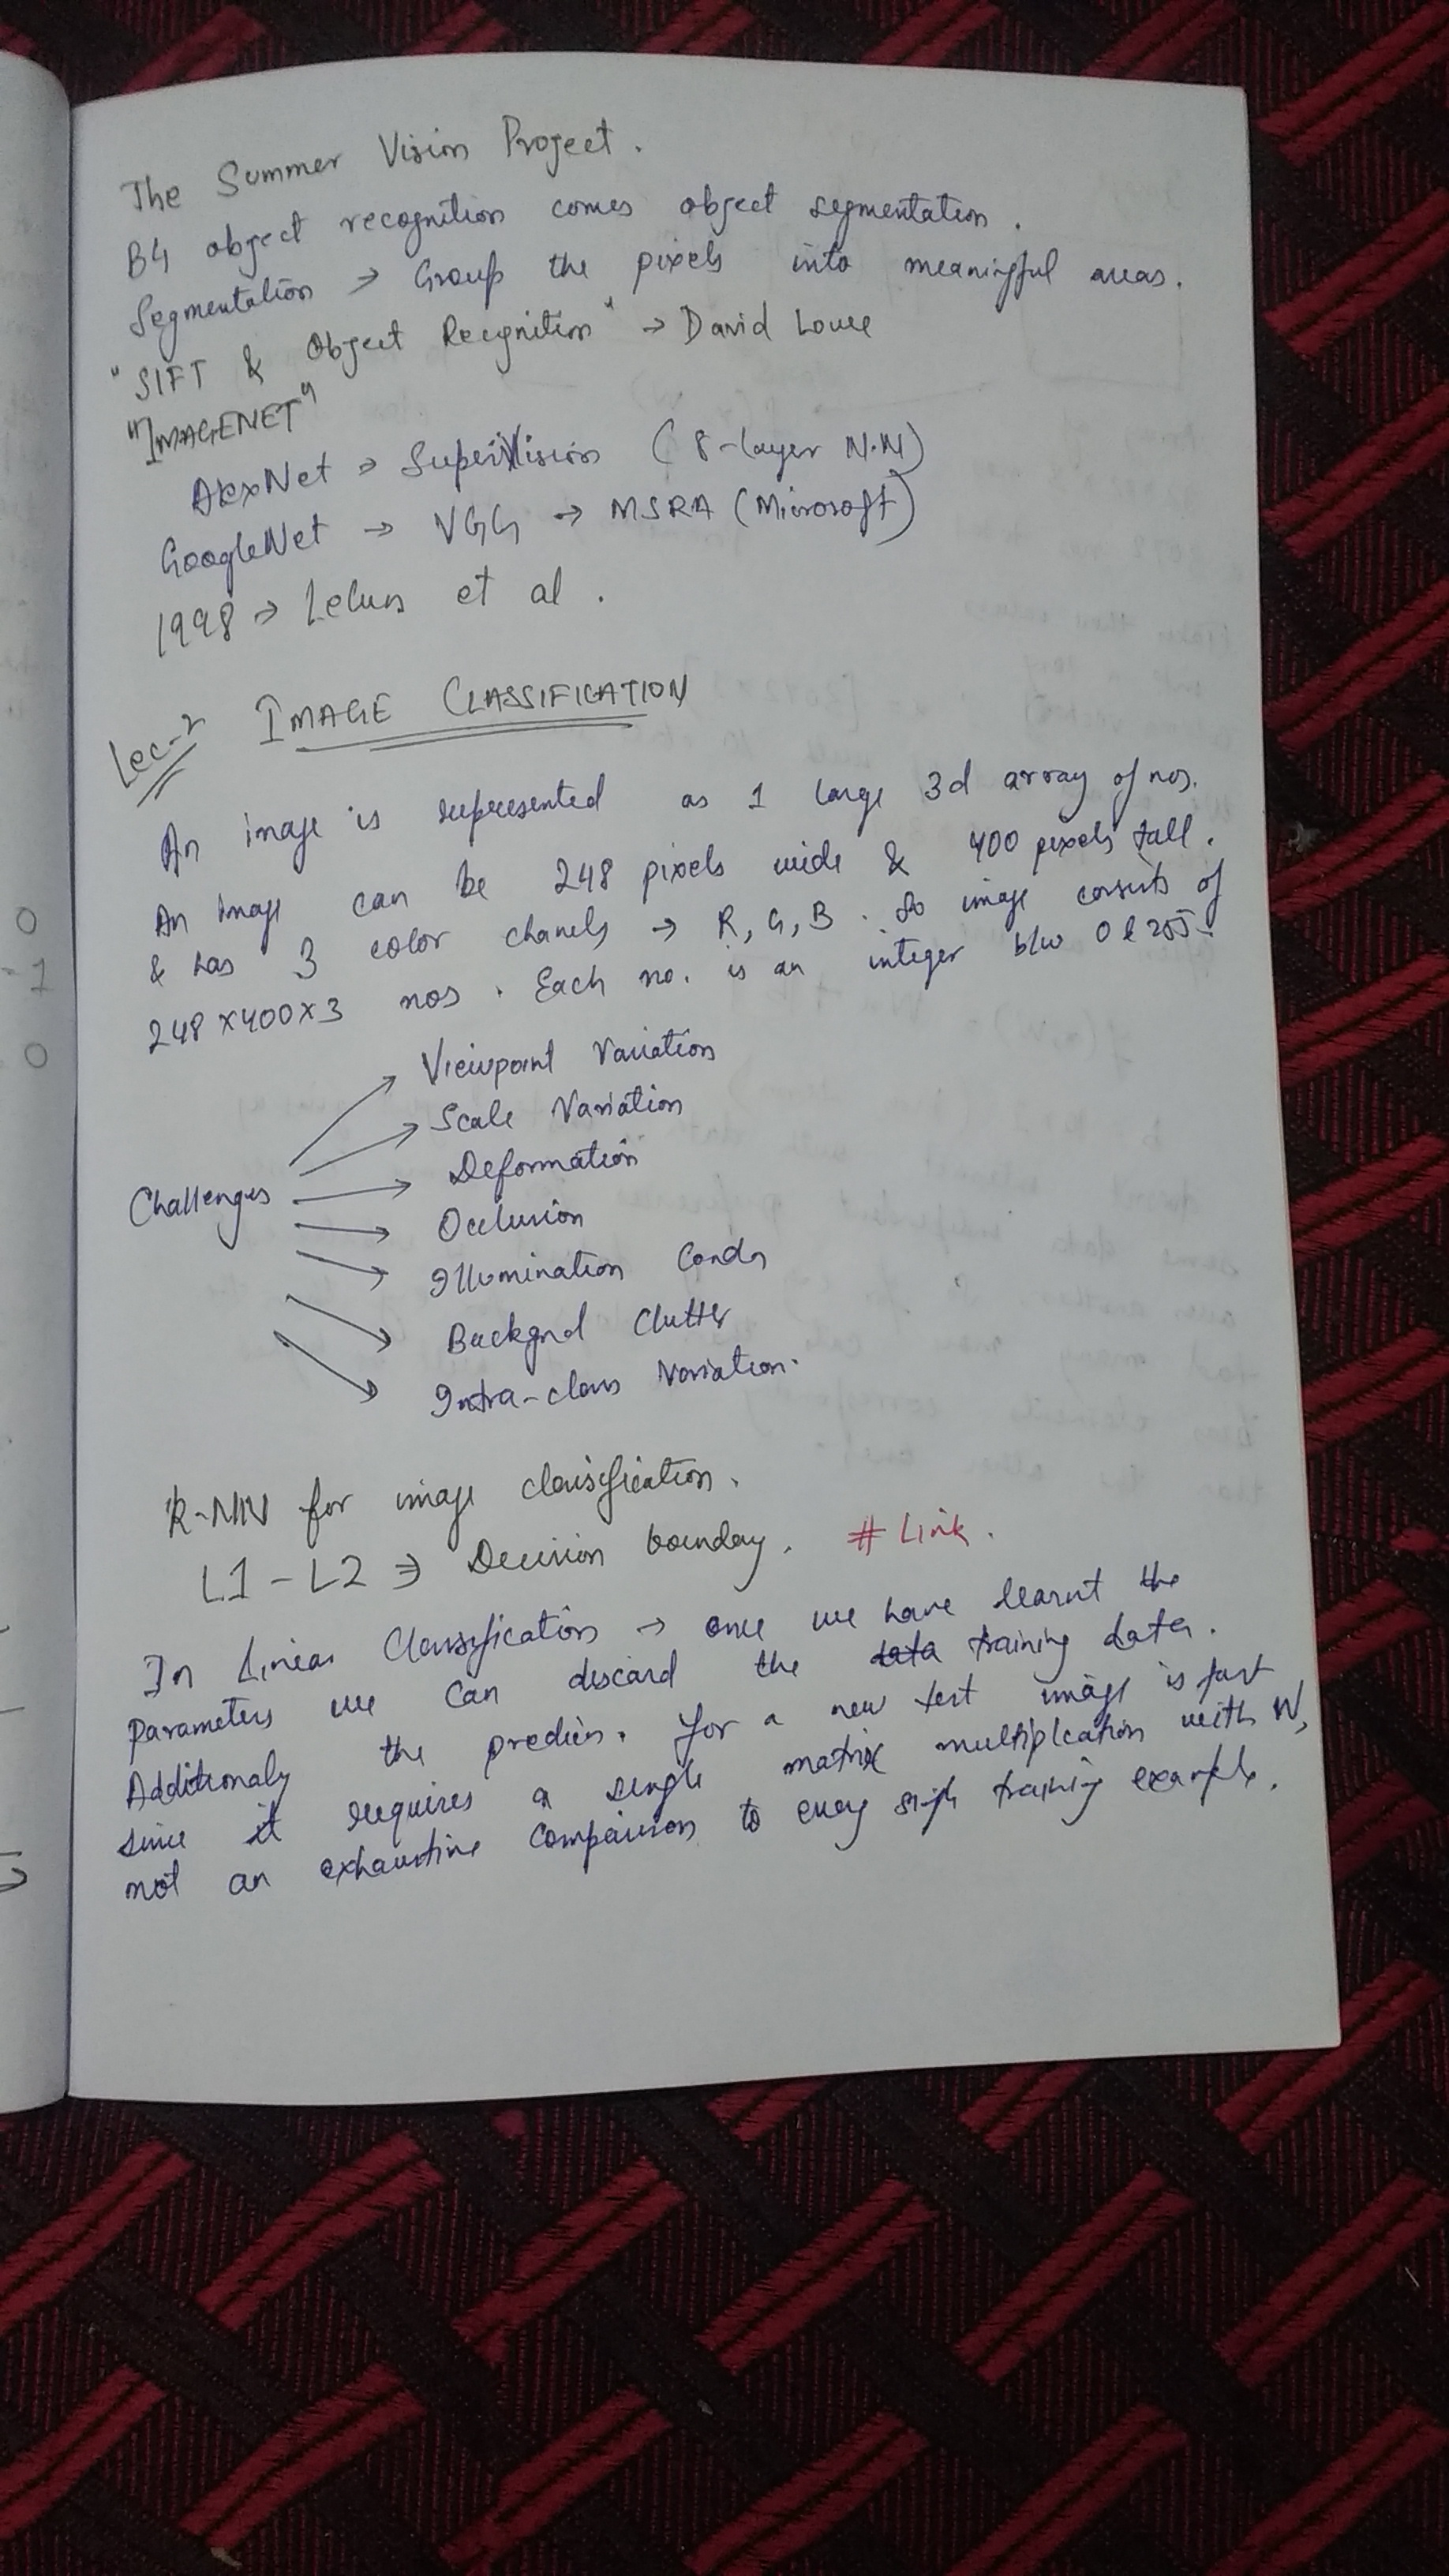 The Summer Vision Project.
B4 object recognition comes object segmentation.
Segmentation → Group the pixels into meaningful areas.
"SIFT & Object Recognition" → David Lowe
"IMAGENET"
AlexNet → SuperVision (8-layer N.N)
GoogleNet → VGG → MSRA (Microsoft)
1998 → Lecun et al.
Lec-2 IMAGE CLASSIFICATION
An image is represented as 1 large 3d array of nos.
An image can be 248 pixels wide & 400 pixels tall.
& has 3 color chanels → R, G, B. So image consists of
248×400×3 nos. Each no. is an integer b/w 0 & 255.
Challenges
→ Viewpoint Variation
→ Scale Variation
→ Deformation
→ Occlusion
→ Illumination Condn
→ Backgnd Clutter
→ Intra-class Variation.
K-NN for image classification.
L1-L2 → Decision boundary. # Link.
In Linear Classification → once we have learnt the
Parameters we can discard the data training data.
Additionaly the predicn. for a new test image is fast
since it requires a single matrix multiplcation with W,
not an exhaustive comparison to every single training example.
0
1
0